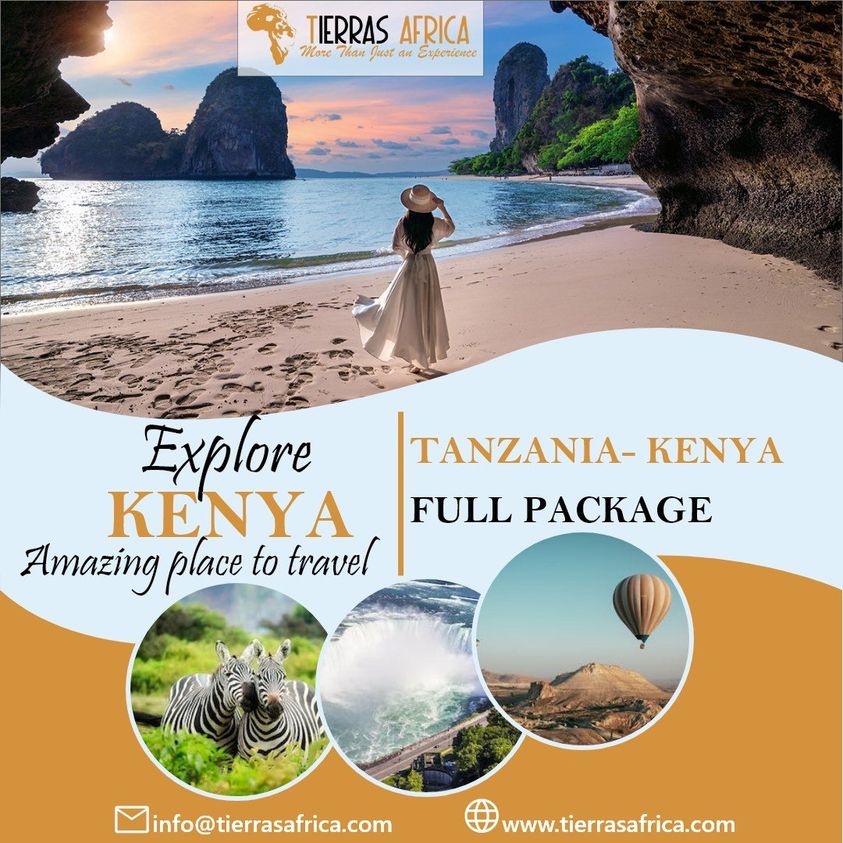 TIERRAS AFRICA
More Than Just an Experience
Explore
KENYA
Amazing place to travel
TANZANIA- KENYA
FULL PACKAGE
info@tierrasafrica.com
www.tierrasafrica.com